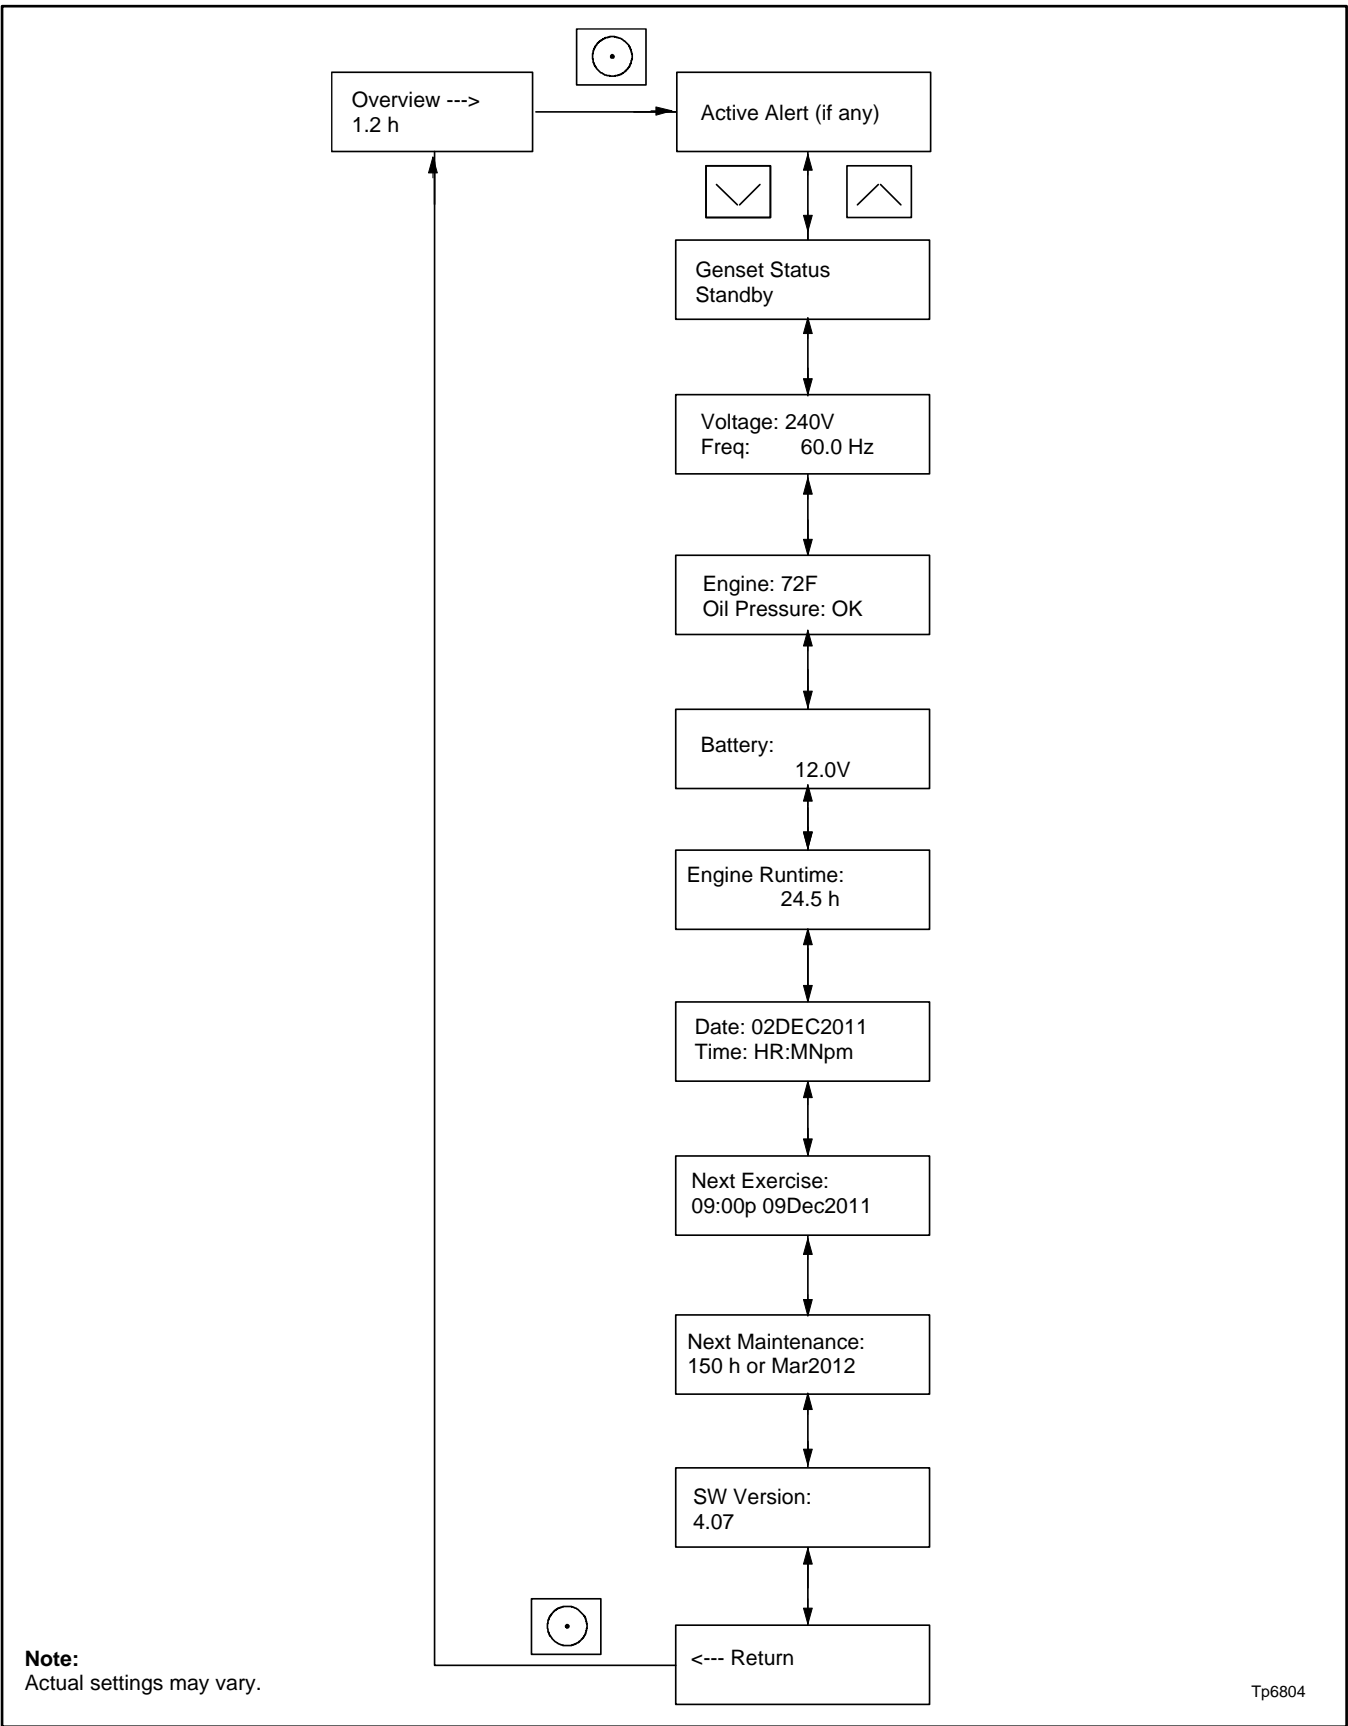 Overview --->
1.2 h
Active Alert (if any)
Genset Status
Standby
Voltage: 240V
Freq: 60.0 Hz
Engine: 72F
Oil Pressure: OK
Battery:
12.0V
Engine Runtime:
24.5 h
Date: 02DEC2011
Time: HR:MNpm
Next Exercise:
09:00p 09Dec2011
Next Maintenance:
150 h or Mar2012
SW Version:
4.07
<--- Return
Note:
Actual settings may vary.
Tp6804